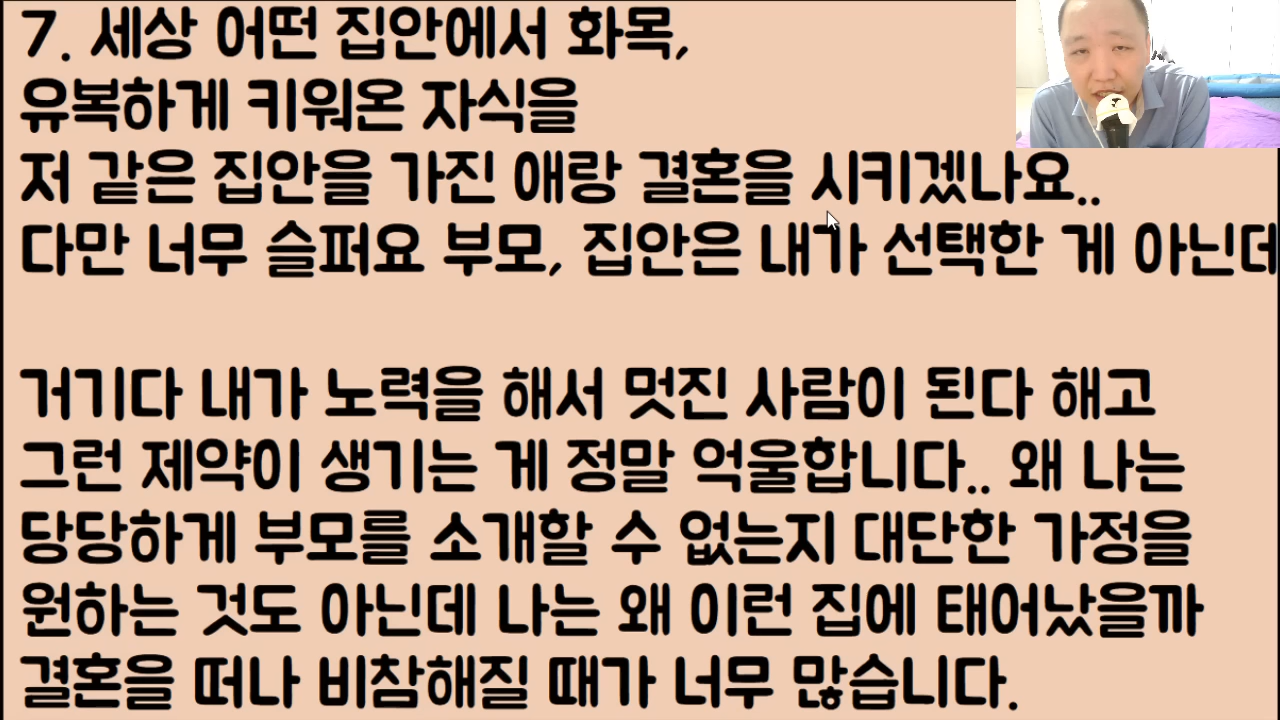 7. 세상 어떤 집안에서 화목,
유복하게 키워온 자식을
저 같은 집안을 가진 애랑 결혼을 시키겠나요..
다만 너무 슬퍼요 부모, 집안은 내가 선택한 게 아닌데
거기다 내가 노력을 해서 멋진 사람이 된다 해고
그런 제약이 생기는 게 정말 억울합니다.. 왜 나는
당당하게 부모를 소개할 수 없는지 대단한 가정을
원하는 것도 아닌데 나는 왜 이런 집에 태어났을까
결혼을 떠나 비참해질 때가 너무 많습니다.